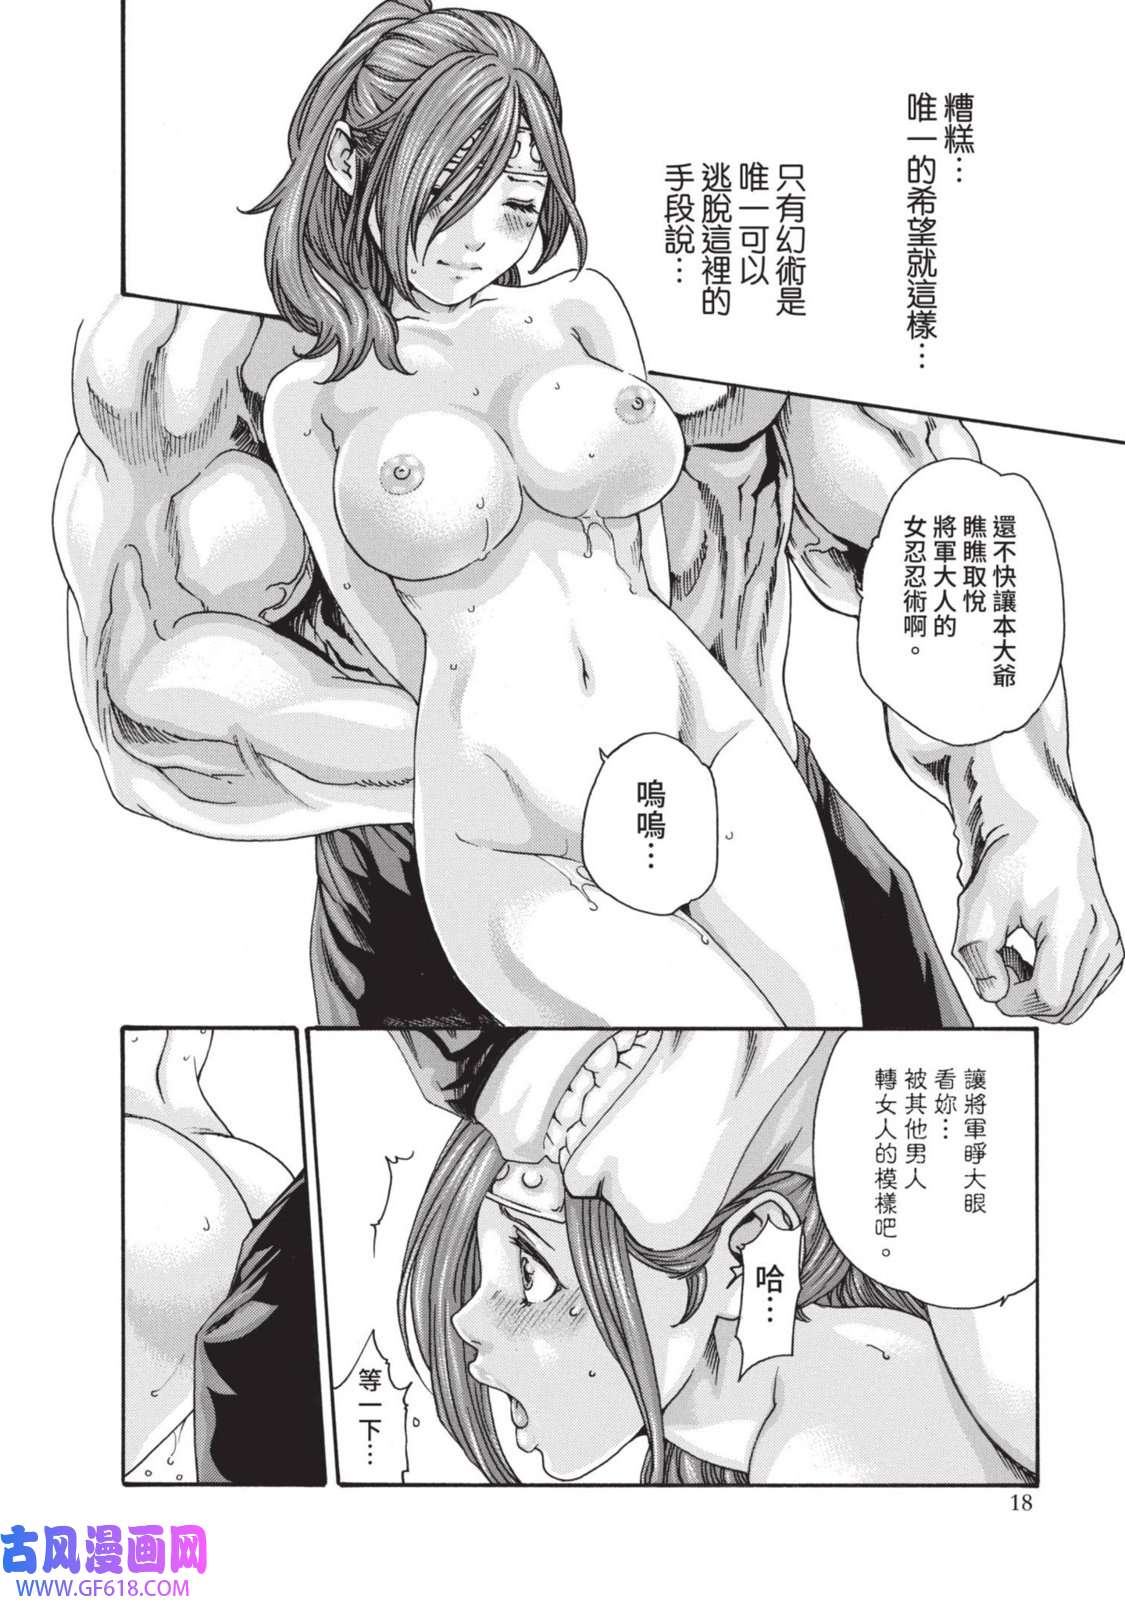 糟糕…
唯一的希望就這樣…
只有幻術是
唯一可以
逃脫這裡的
手段說…
還不快讓本大爺
瞧瞧取悅
將軍大人的
女忍忍術啊。
嗚嗚…
讓將軍睜大眼
看妳…
被其他男人
轉女人的模樣吧。
哈…
等一下…
18
古风漫画网
WWW.GF618.COM